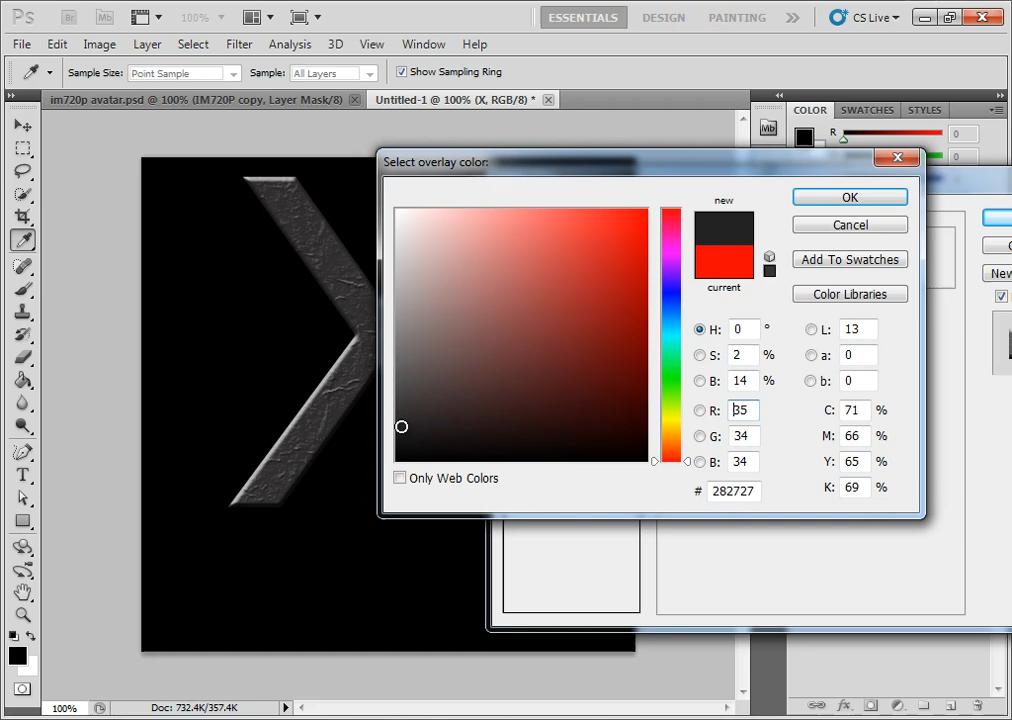 Ps Br Mb 100% ESSENTIALS DESIGN PAINTING CS Live
File Edit Image Layer Select Filter Analysis 3D View Window Help
Sample Size: Point Sample Sample: All Layers Show Sampling Ring
im720p avatar.psd @ 100% (IM720P copy, Layer Mask/8) Untitled-1 @ 100% (X, RGB/8) *
COLOR SWATCHES STYLES
Mb R 0
0
Select overlay color:
new
OK
Cancel
Add To Swatches
current
Color Libraries
New
H: 0 ° L: 13
S: 2 % a: 0
B: 14 % b: 0
R: 35 C: 71 %
G: 34 M: 66 %
B: 34 Y: 65 %
# 282727 K: 69 %
Only Web Colors
100% Doc: 732.4K/357.4K